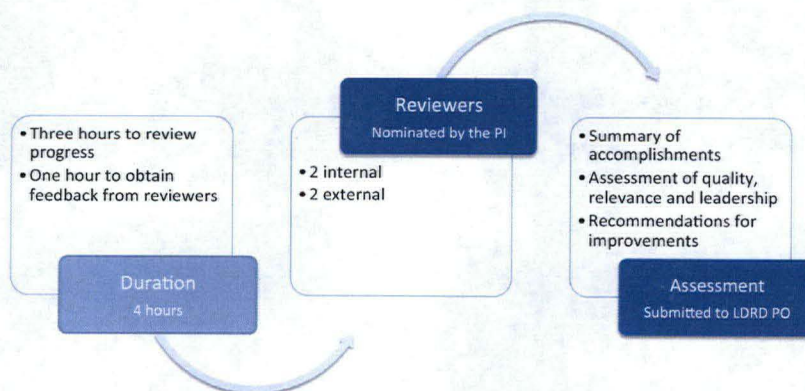 • Three hours to review
progress
• One hour to obtain
feedback from reviewers
Duration
4 hours
Reviewers
Nominated by the PI
• 2 internal
• 2 external
• Summary of
accomplishments
• Assessment of quality,
relevance and leadership
• Recommendations for
improvements
Assessment
Submitted to LDRD PO